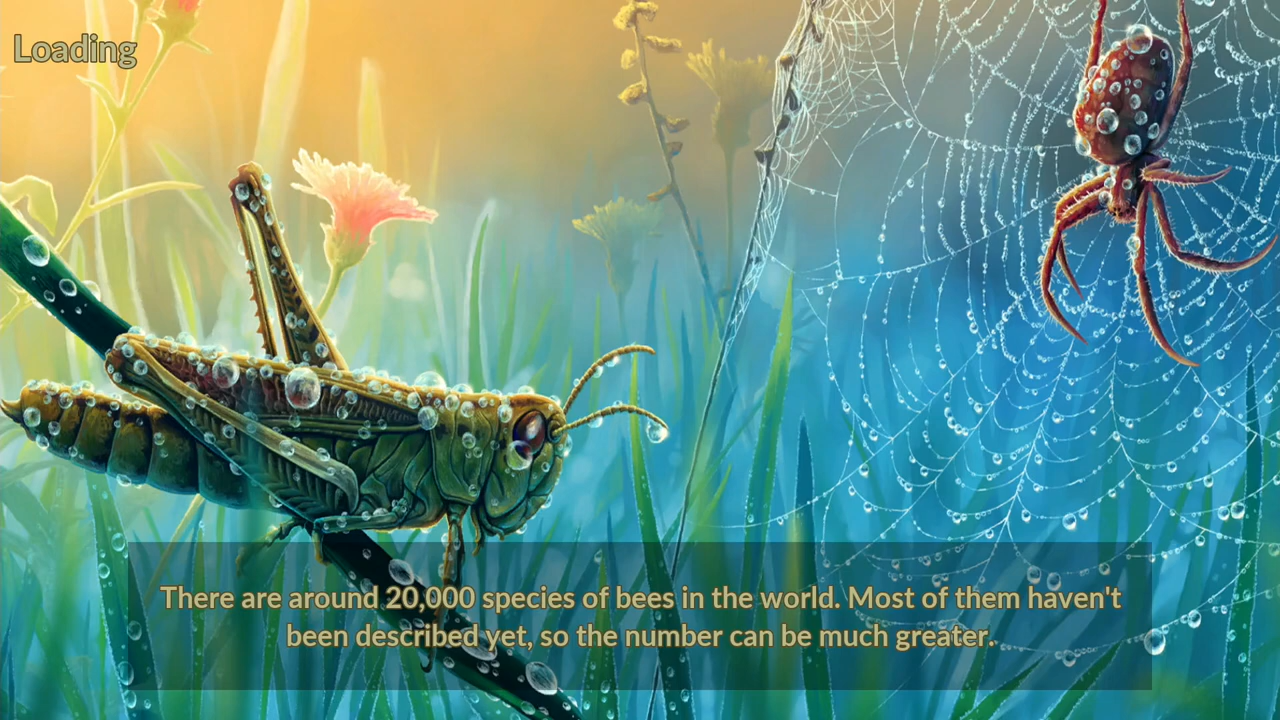 Loading
There are around 20,000 species of bees in the world. Most of them haven't
been described yet, so the number can be much greater.